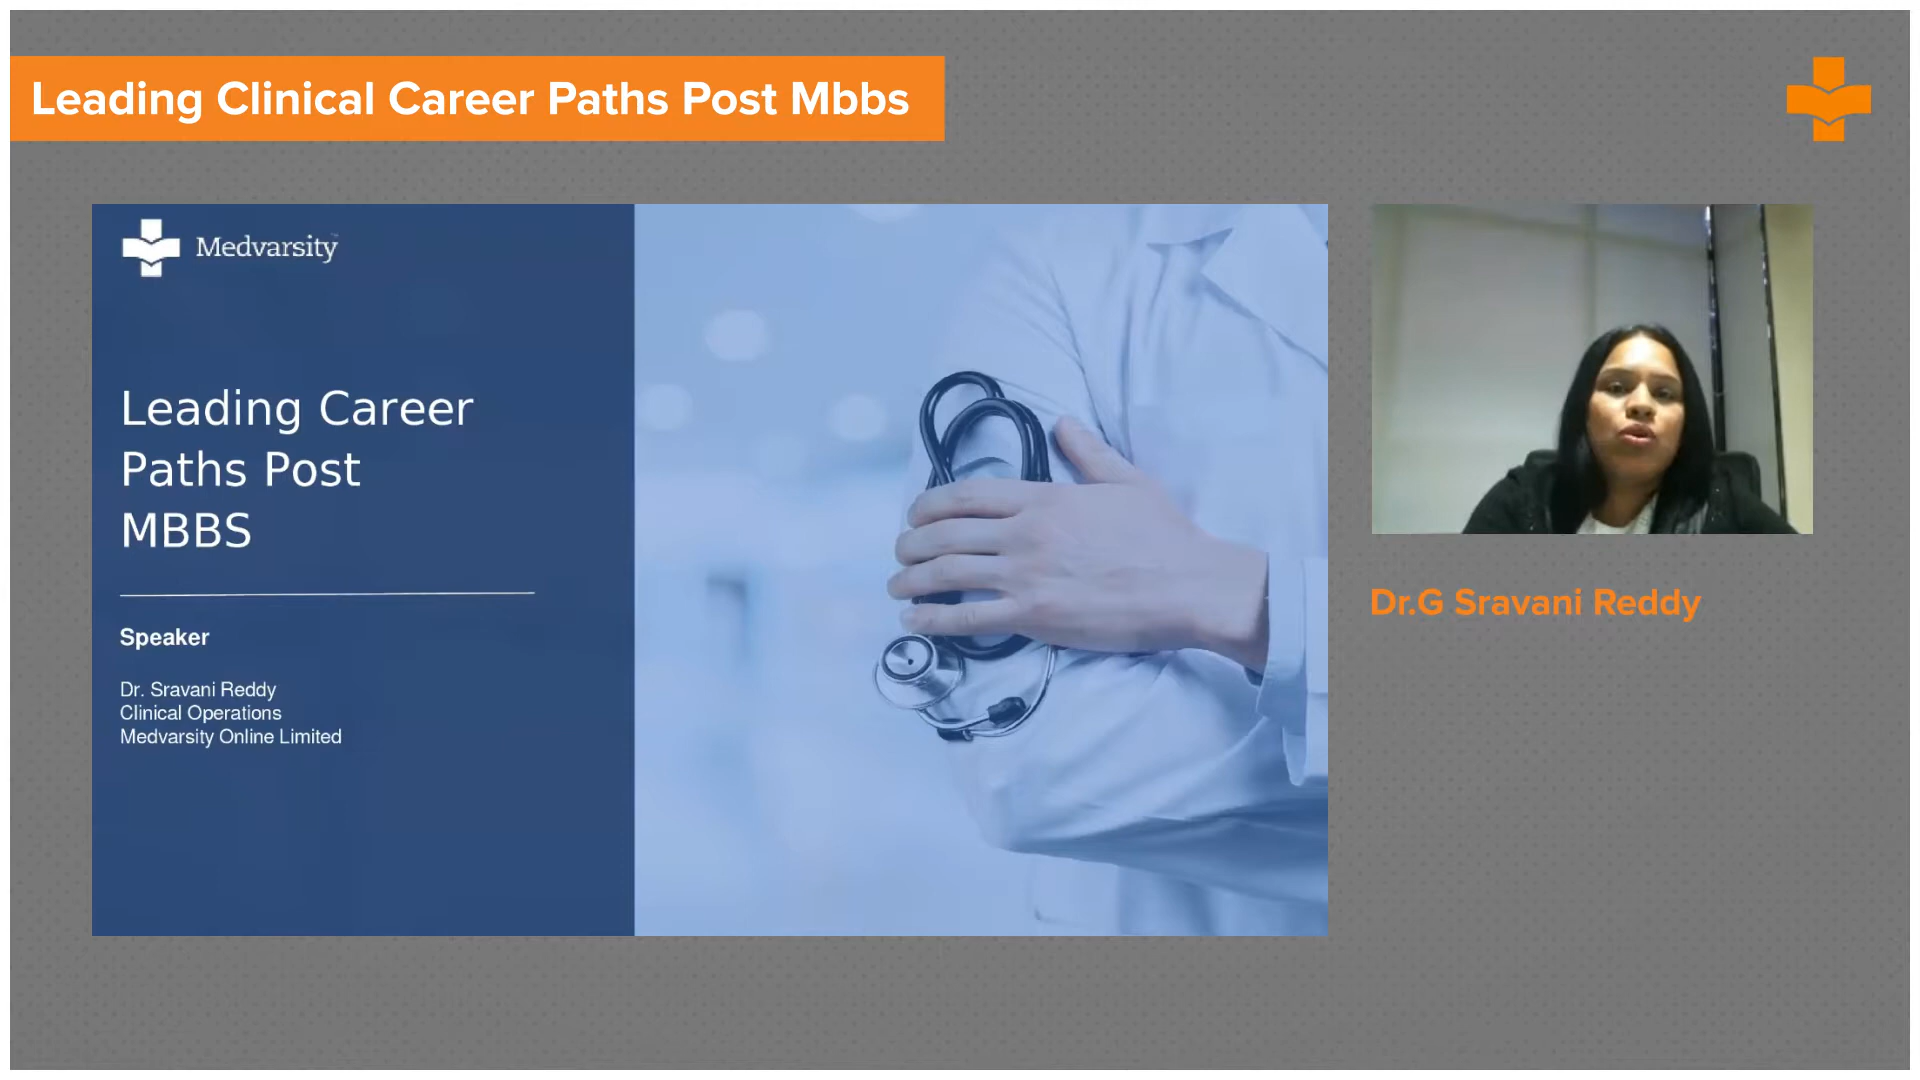 Leading Clinical Career Paths Post Mbbs
Medvarsity
Leading Career
Paths Post
MBBS
Speaker
Dr. Sravani Reddy
Clinical Operations
Medvarsity Online Limited
Dr.G Sravani Reddy